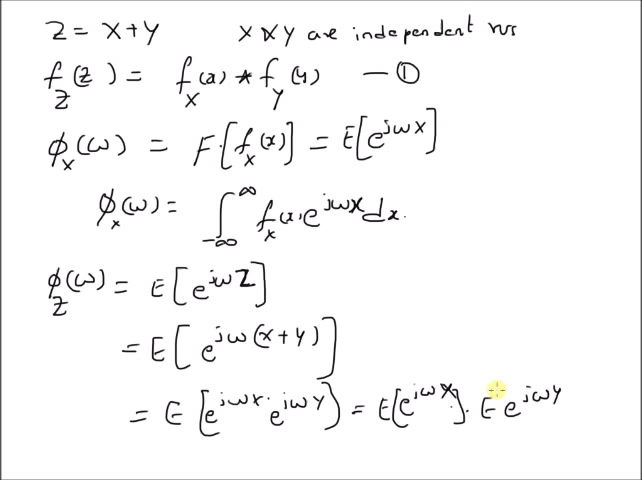 Z = X+Y X & Y are independent rvs
f_Z(z) = f_X(x) * f_Y(y) — ①
ϕ_X(ω) = F[f_X(x)] = E[e^{jωX}]
ϕ_X(ω) = ∫_{-∞}^{∞} f_X(x) e^{jωx} dx.
ϕ_Z(ω) = E[e^{jωZ}]
= E[e^{jω(X+Y)}]
= E[e^{jωX}·e^{jωY}] = E[e^{jωX}]. E e^{jωY}